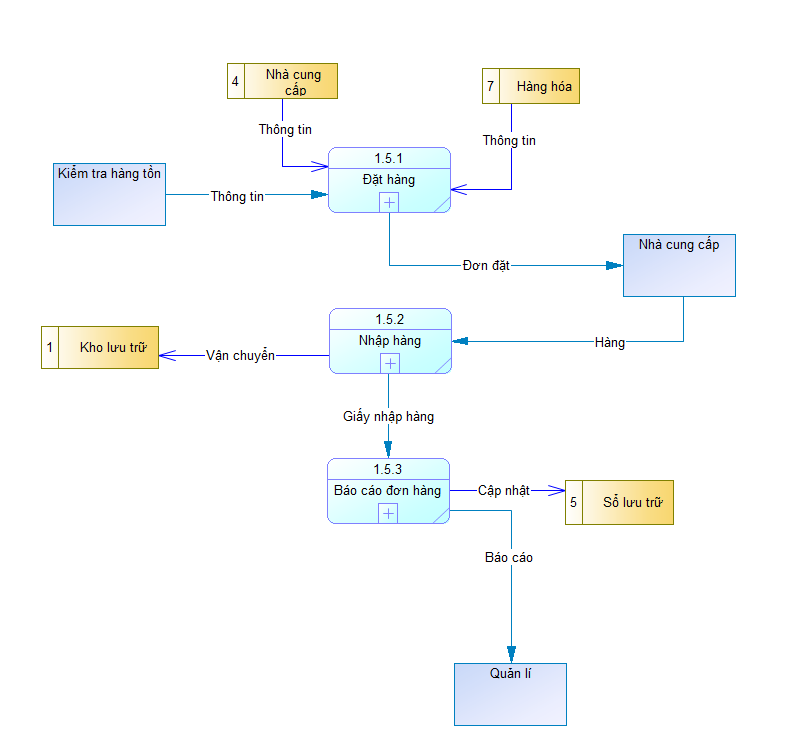 4
Nhà cung
cấp
7
Hàng hóa
Thông tin
Thông tin
1.5.1
Đặt hàng
Kiểm tra hàng tồn
Thông tin
Nhà cung cấp
Đơn đặt
1.5.2
Nhập hàng
Hàng
1
Kho lưu trữ
Vận chuyển
Giấy nhập hàng
1.5.3
Báo cáo đơn hàng
Cập nhật
5
Sổ lưu trữ
Báo cáo
Quản lí